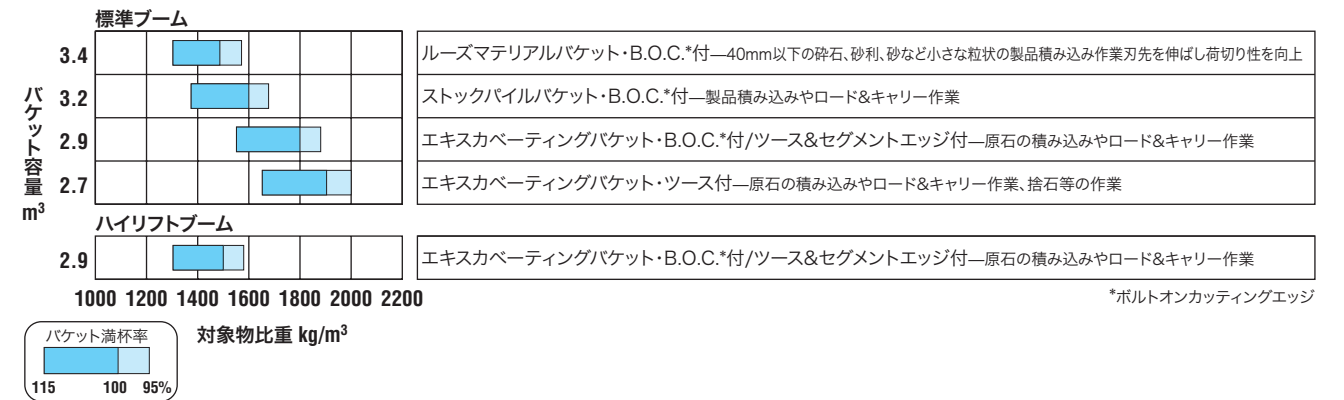 標準ブーム
3.4
ルーズマテリアルバケット・B.O.C.*付—40mm以下の砕石、砂利、砂など小さな粒状の製品積み込み作業刃先を伸ばし荷切り性を向上
3.2
ストックパイルバケット・B.O.C.*付—製品積み込みやロード&キャリー作業
2.9
エキスカベーティングバケット・B.O.C.*付/ツース&セグメントエッジ付—原石の積み込みやロード&キャリー作業
2.7
エキスカベーティングバケット・ツース付—原石の積み込みやロード&キャリー作業、捨石等の作業
バケット容量 m³
ハイリフトブーム
2.9
エキスカベーティングバケット・B.O.C.*付/ツース&セグメントエッジ付—原石の積み込みやロード&キャリー作業
1000 1200 1400 1600 1800 2000 2200
*ボルトオンカッティングエッジ
対象物比重 kg/m³
バケット満杯率
115 100 95%